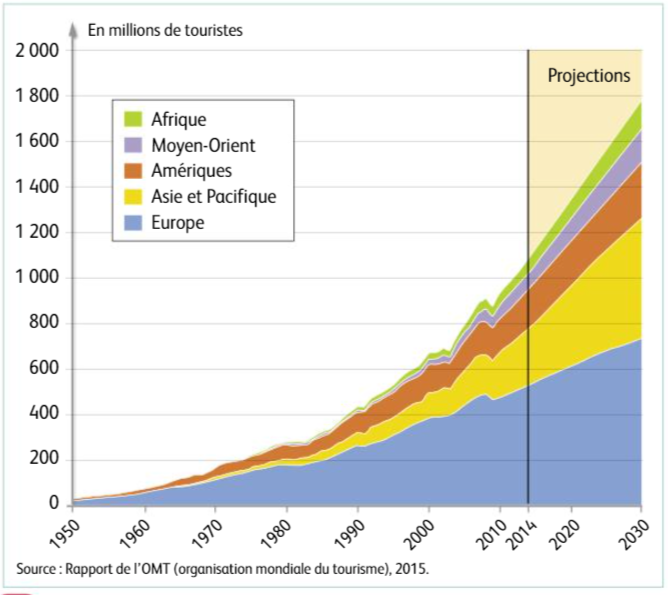 En millions de touristes
2 000
1 800
1 600
1 400
1 200
1 000
800
600
400
200
0
Projections
Afrique
Moyen-Orient
Amériques
Asie et Pacifique
Europe
1950
1960
1970
1980
1990
2000
2010
2014
2020
2030
Source : Rapport de l'OMT (organisation mondiale du tourisme), 2015.